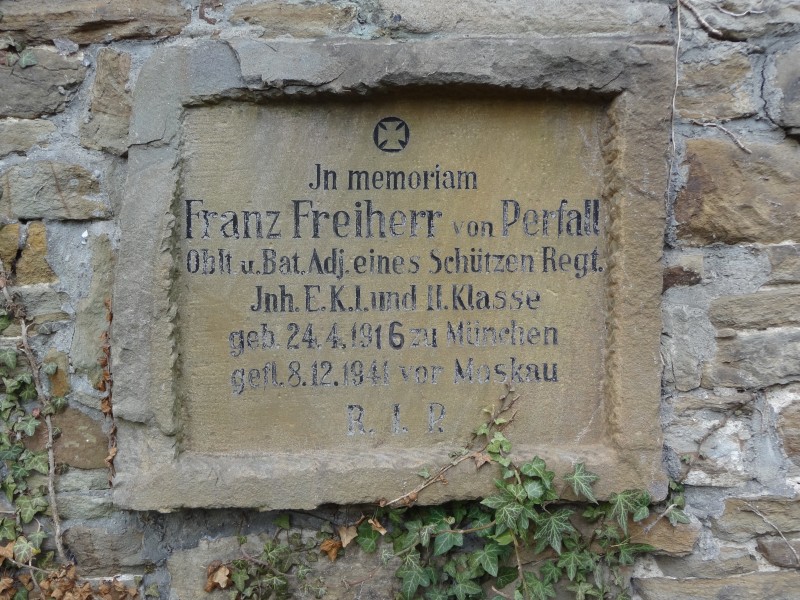 Jn memoriam
Franz Freiherr von Perfall
Oblt u. Bat. Adj. eines Schützen Regt.
Jnh. E.K.I. und II. Klasse
geb. 24.4.1916 zu München
gefl. 8.12.1941 vor Moskau
R. I. P.